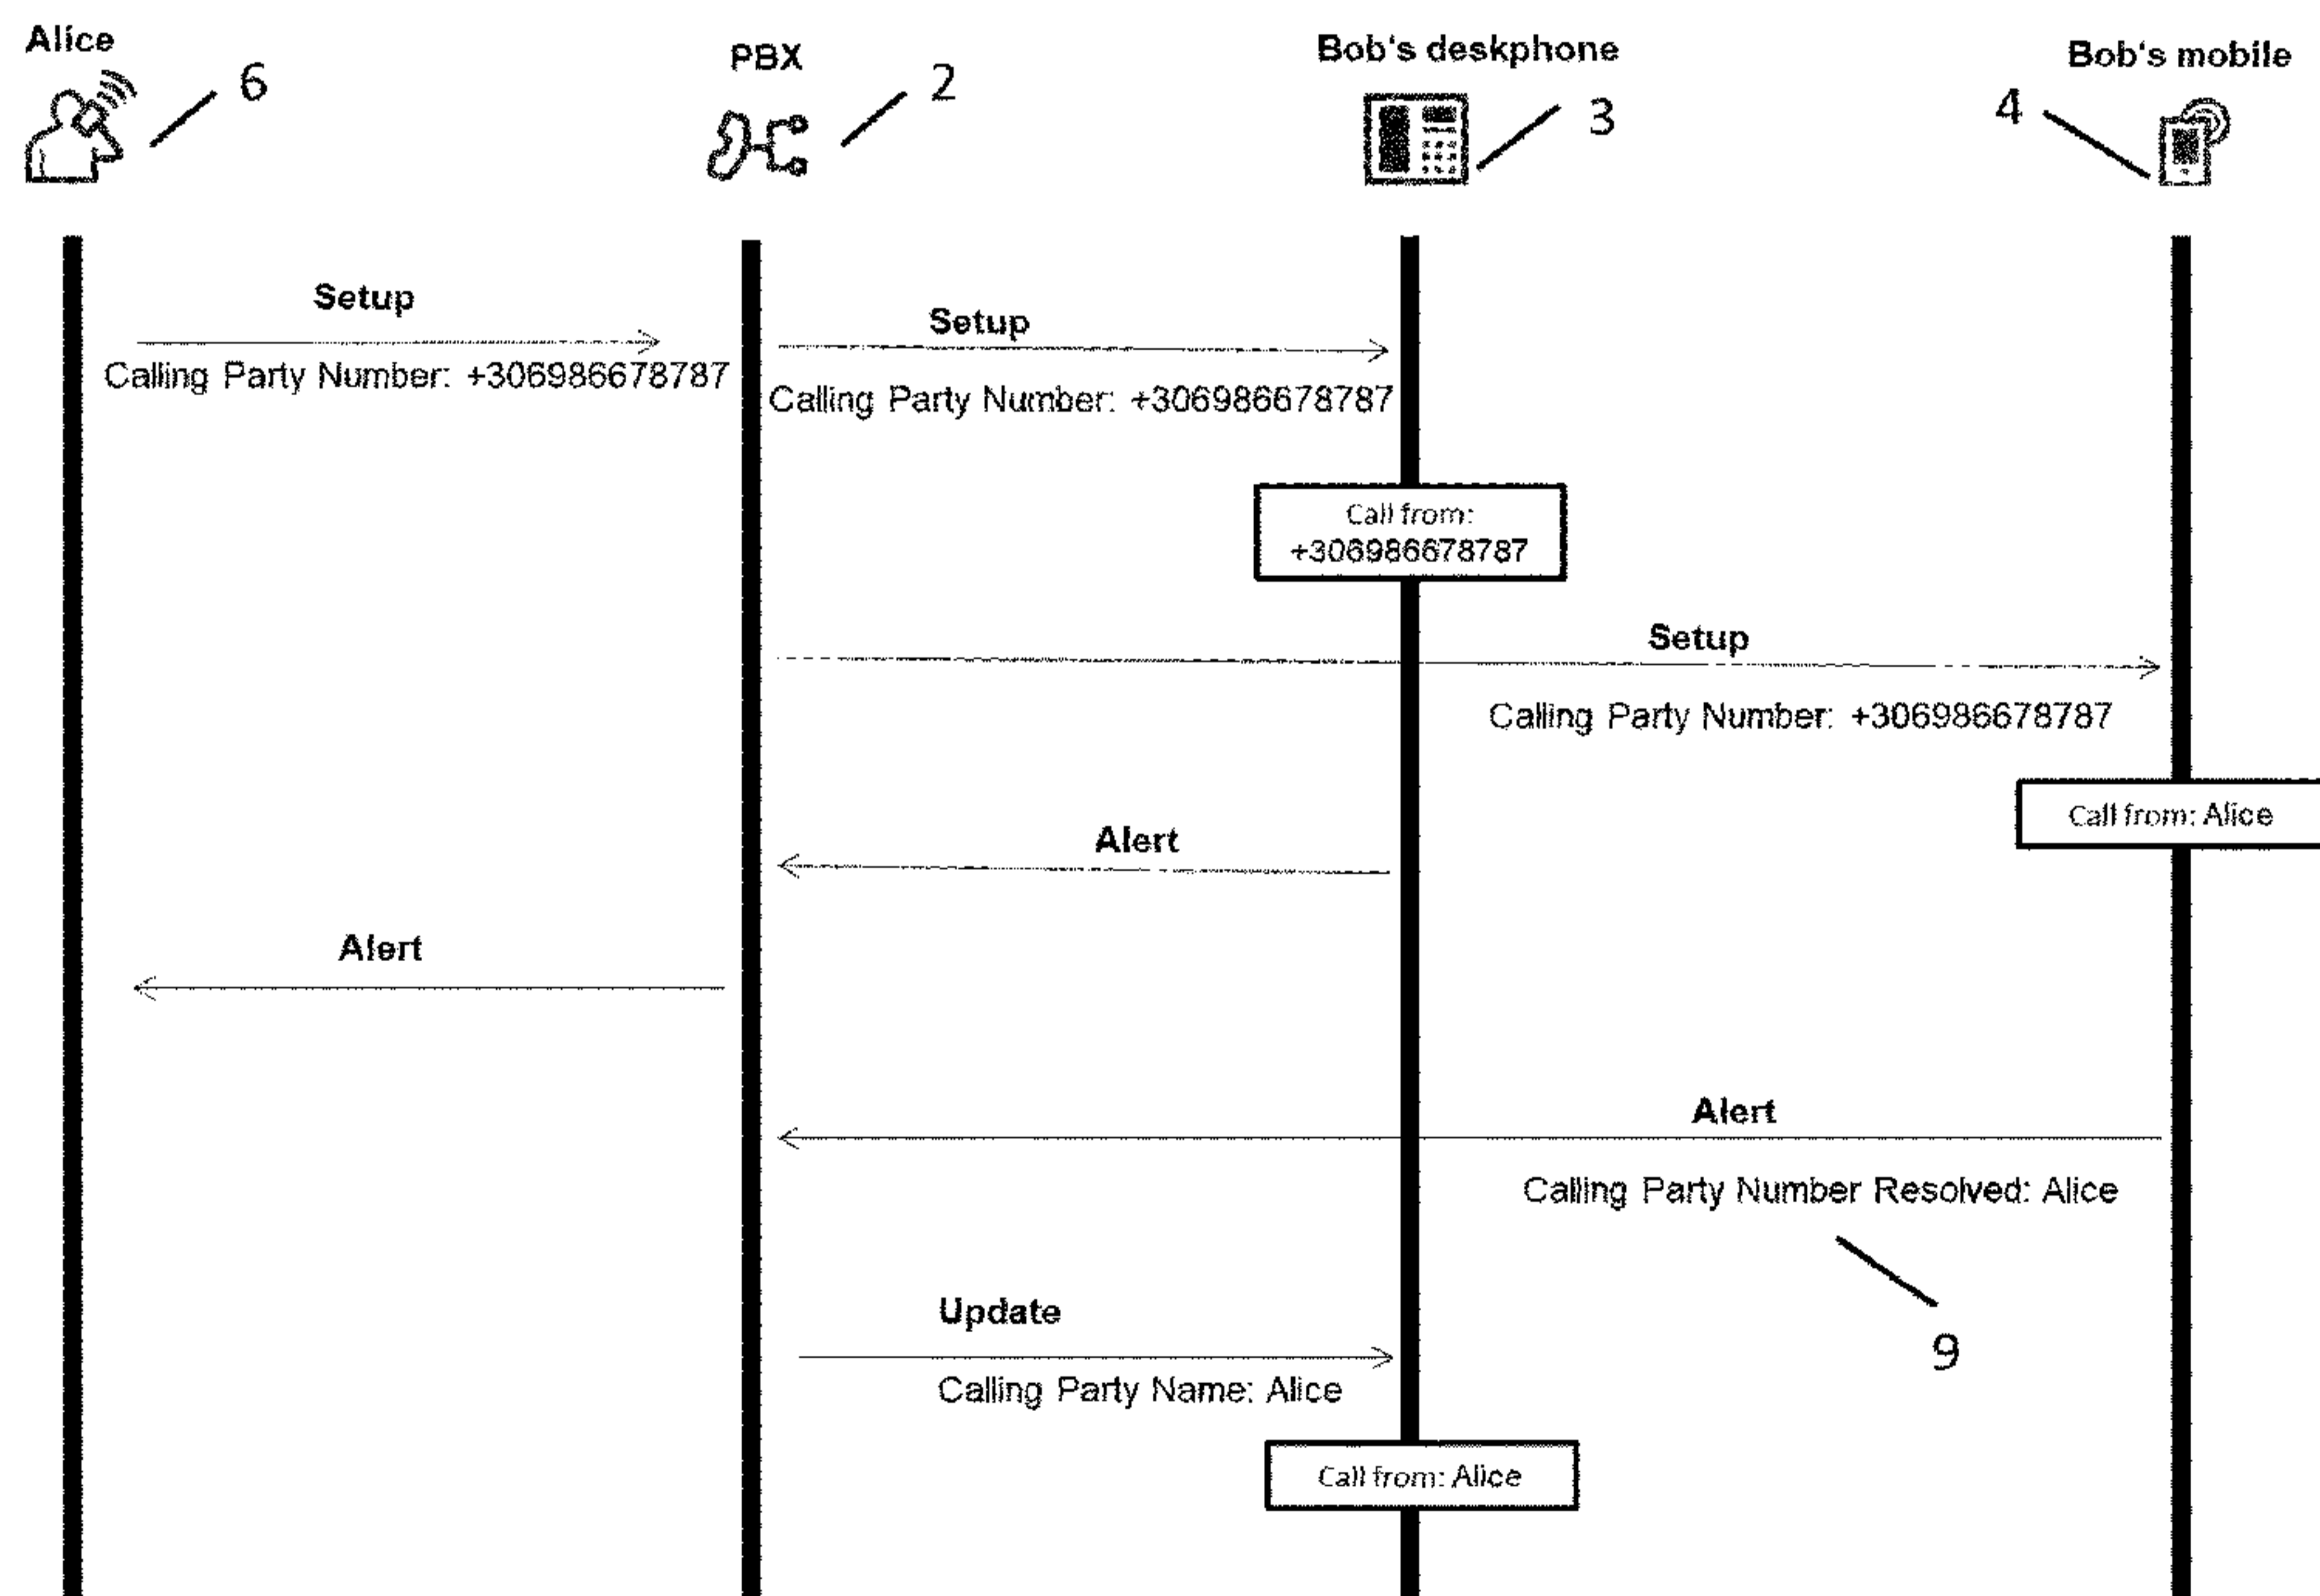 Alice
6
PBX
2
Bob's deskphone
3
Bob's mobile
4
Setup
Calling Party Number: +306986678787
Setup
Calling Party Number: +306986678787
Call from:
+306986678787
Setup
Calling Party Number: +306986678787
Call from: Alice
Alert
Alert
Alert
Calling Party Number Resolved: Alice
9
Update
Calling Party Name: Alice
Call from: Alice